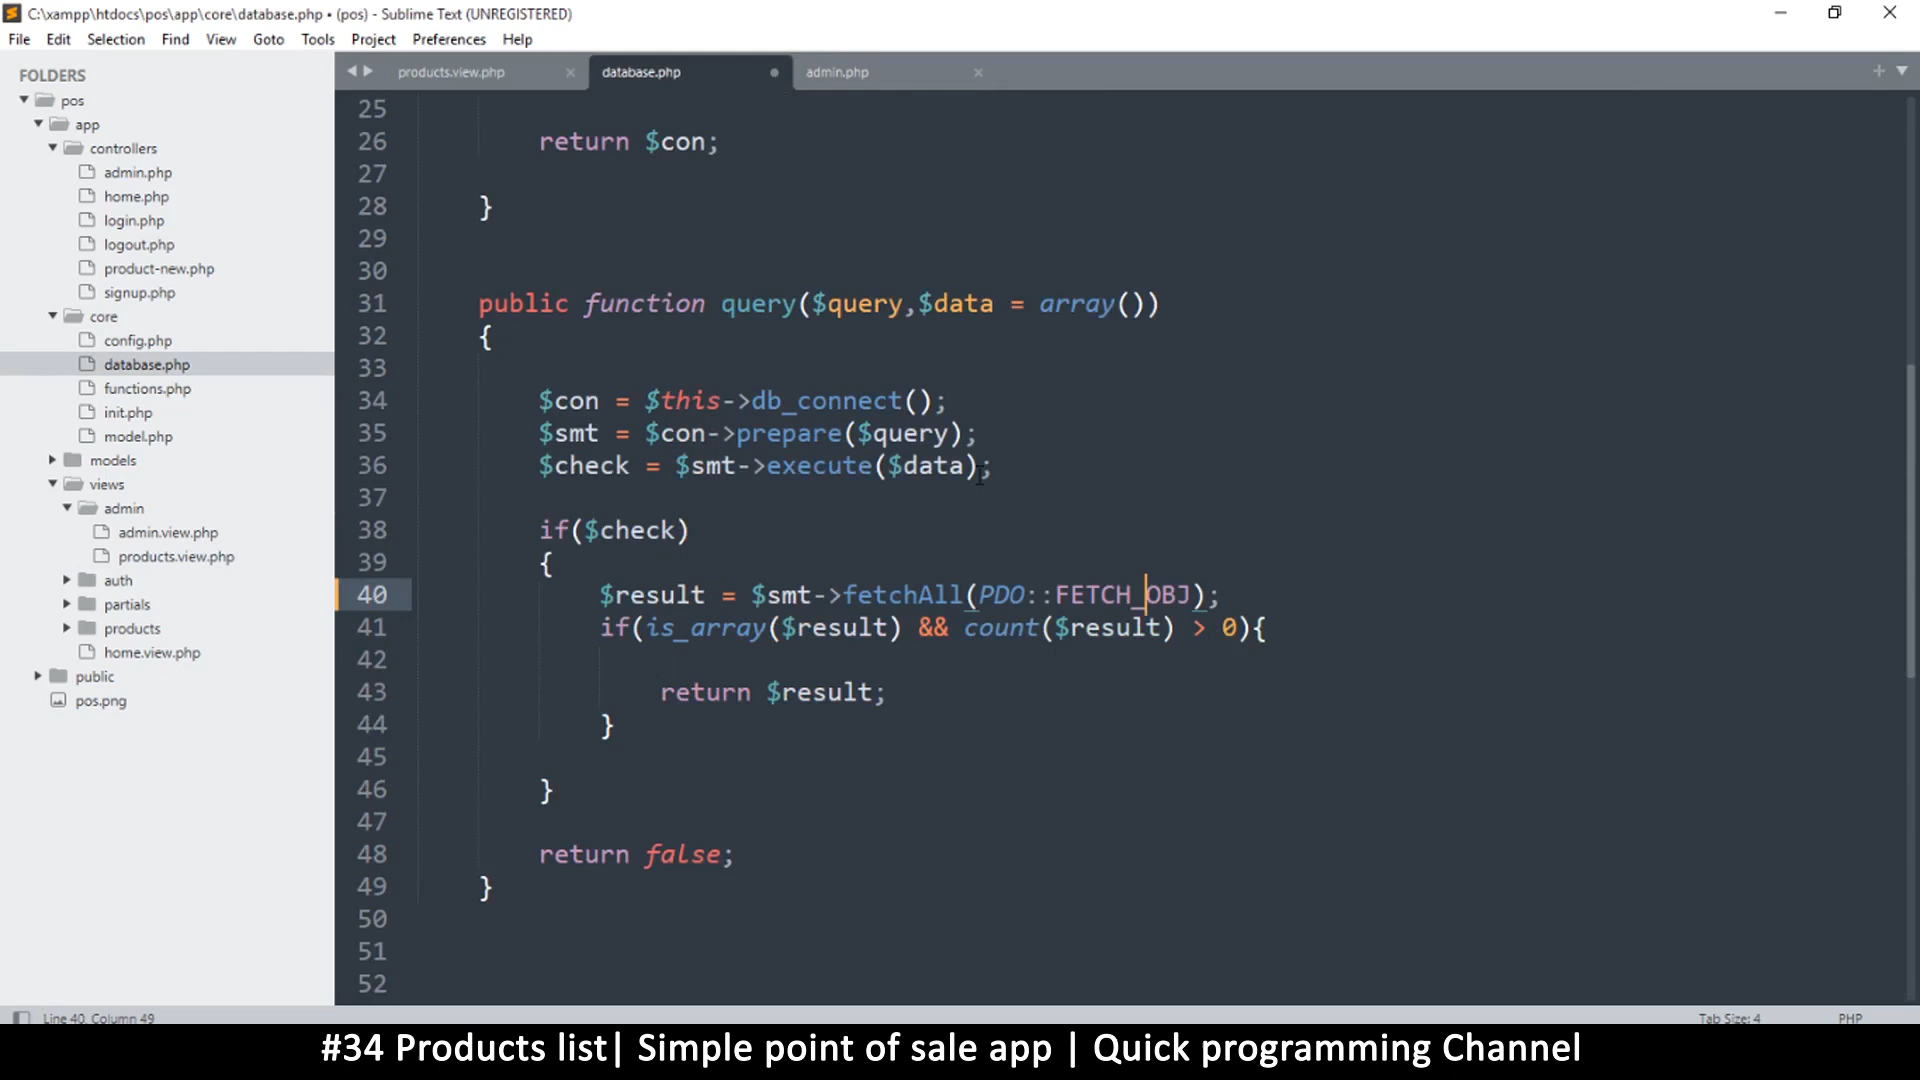 C:\xampp\htdocs\pos\app\core\database.php • (pos) - Sublime Text (UNREGISTERED)
File Edit Selection Find View Goto Tools Project Preferences Help
FOLDERS
pos
app
controllers
admin.php
home.php
login.php
logout.php
product-new.php
signup.php
core
config.php
database.php
functions.php
init.php
model.php
models
views
admin
admin.view.php
products.view.php
auth
partials
products
home.view.php
public
pos.png
products.view.php database.php admin.php
25
26 return $con;
27
28 }
29
30
31 public function query($query,$data = array())
32 {
33
34 $con = $this->db_connect();
35 $smt = $con->prepare($query);
36 $check = $smt->execute($data);
37
38 if($check)
39 {
40 $result = $smt->fetchAll(PDO::FETCH_OBJ);
41 if(is_array($result) && count($result) > 0){
42
43 return $result;
44 }
45
46 }
47
48 return false;
49 }
50
51
52
Line 40, Column 49 Tab Size: 4 PHP
#34 Products list| Simple point of sale app | Quick programming Channel